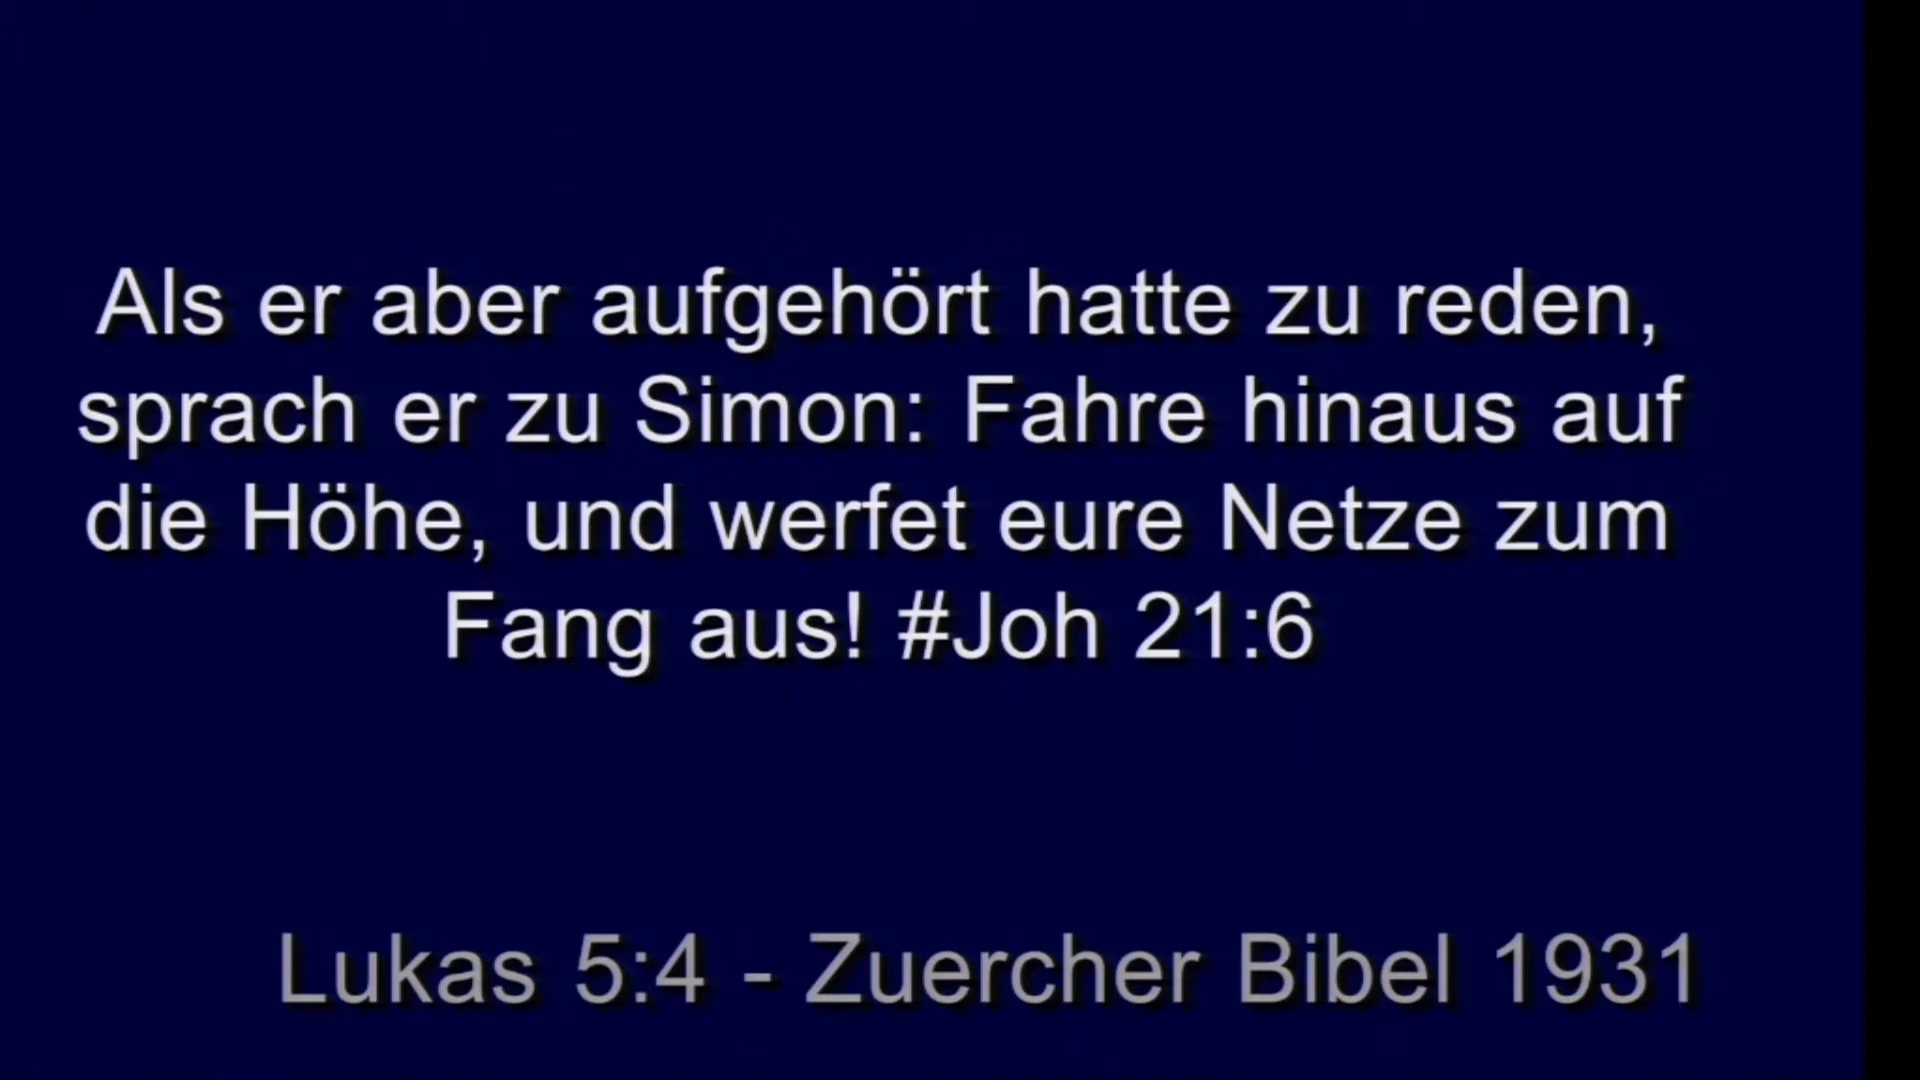 Als er aber aufgehört hatte zu reden,
sprach er zu Simon: Fahre hinaus auf
die Höhe, und werfet eure Netze zum
Fang aus! #Joh 21:6
Lukas 5:4 - Zuercher Bibel 1931